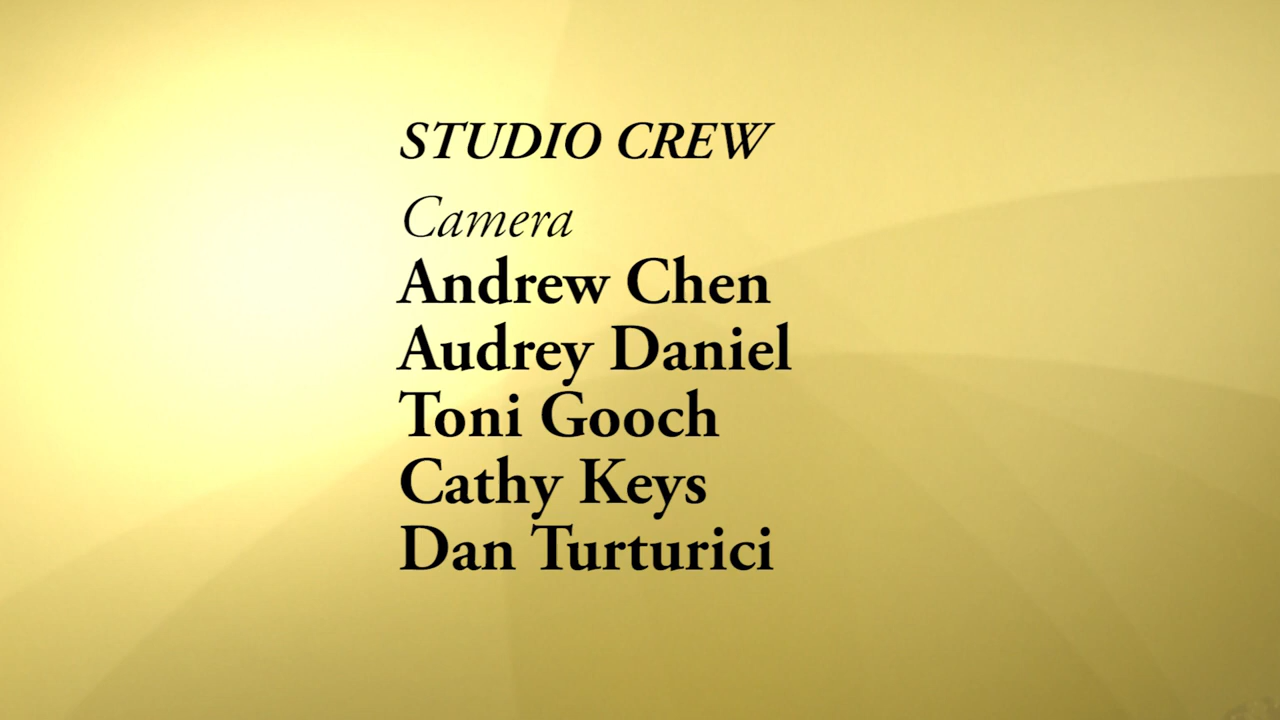 STUDIO CREW
Camera
Andrew Chen
Audrey Daniel
Toni Gooch
Cathy Keys
Dan Turturici